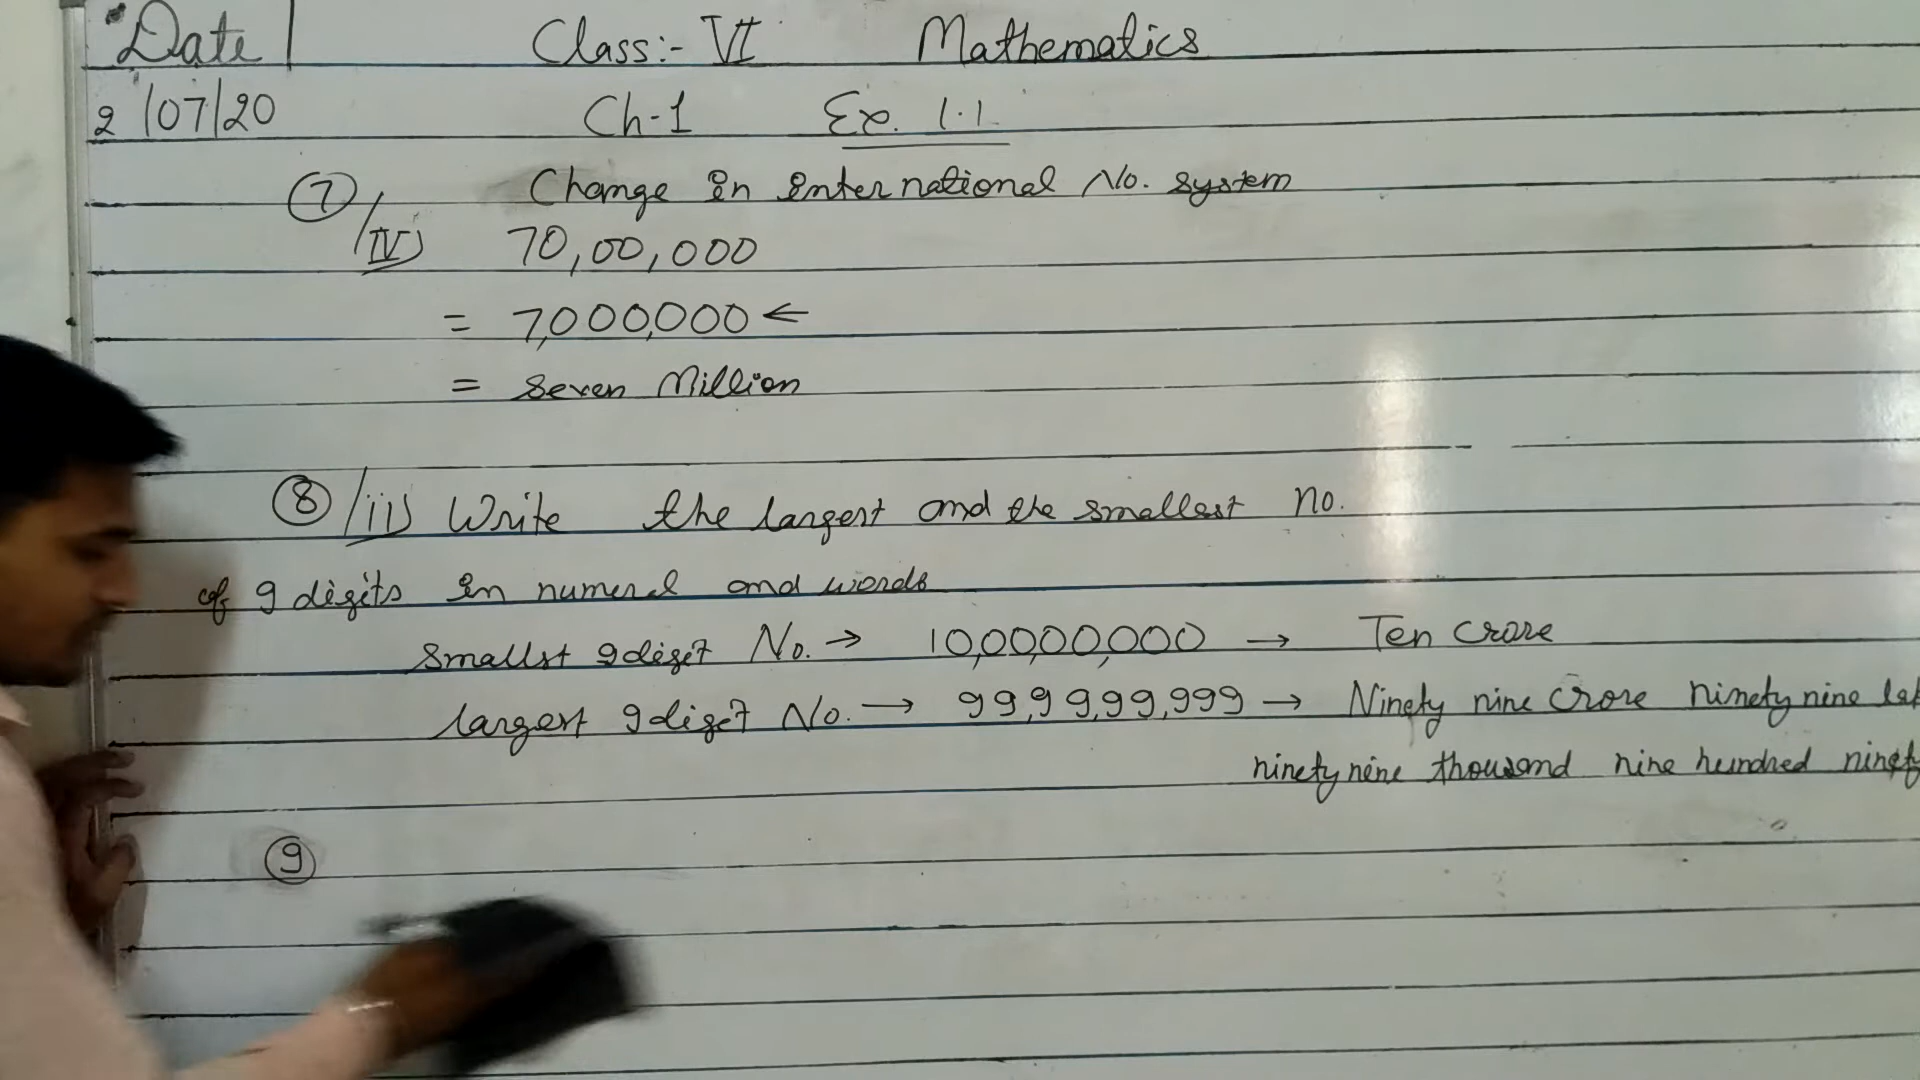 Date Class:- VI Mathematics
2/07/20 Ch-1 Ex. 1.1
7 Change in international No. system
/IV) 70,00,000
= 7,000,000 ←
= Seven Million
8 /ii) Write the largest and the smallest no.
of 9 digits in numeral and words
Smallst 9 diget No. → 10,00,00,000 → Ten Crore
largest 9 diget No. → 99,99,99,999 → Ninety nine Crore ninety nine
ninety nine thousand nine hundred
9